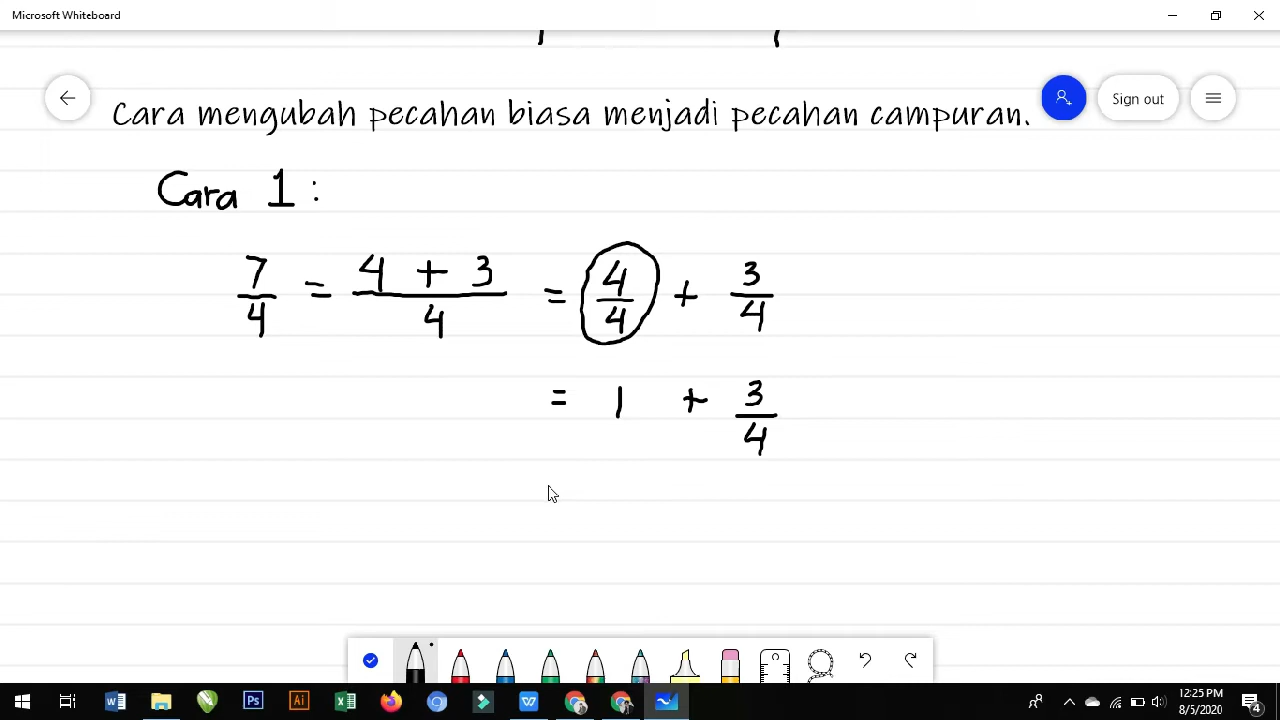 Microsoft Whiteboard
Sign out
Cara mengubah pecahan biasa menjadi pecahan campuran.
Cara 1 :
7/4 = (4 + 3)/4 = 4/4 + 3/4
= 1 + 3/4
12:25 PM
8/5/2020
4